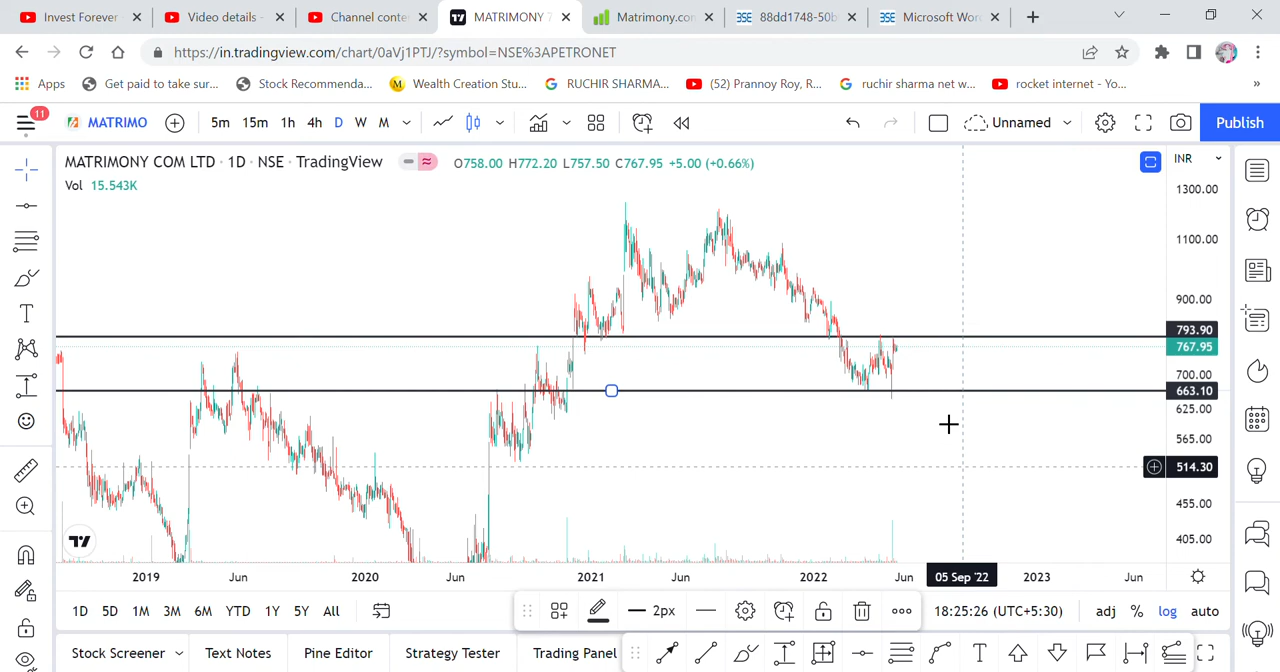 Invest Forever
Video details -
Channel conte
MATRIMONY 7
Matrimony.con
88dd1748-50b
Microsoft Wor
https://in.tradingview.com/chart/0aVj1PTJ/?symbol=NSE%3APETRONET
Apps
Get paid to take sur...
Stock Recommenda...
Wealth Creation Stu...
RUCHIR SHARMA...
(52) Prannoy Roy, R...
ruchir sharma net w...
rocket internet - Yo...
»
11
MATRIMO
5m 15m 1h 4h D W M
Unnamed
Publish
MATRIMONY COM LTD · 1D · NSE · TradingView
O758.00 H772.20 L757.50 C767.95 +5.00 (+0.66%)
INR
Vol 15.543K
1300.00
1100.00
900.00
793.90
767.95
700.00
663.10
625.00
565.00
514.30
455.00
405.00
2019 Jun 2020 Jun 2021 Jun 2022 Jun 05 Sep '22 2023 Jun
1D 5D 1M 3M 6M YTD 1Y 5Y All
2px
18:25:26 (UTC+5:30)
adj % log auto
Stock Screener
Text Notes
Pine Editor
Strategy Tester
Trading Panel